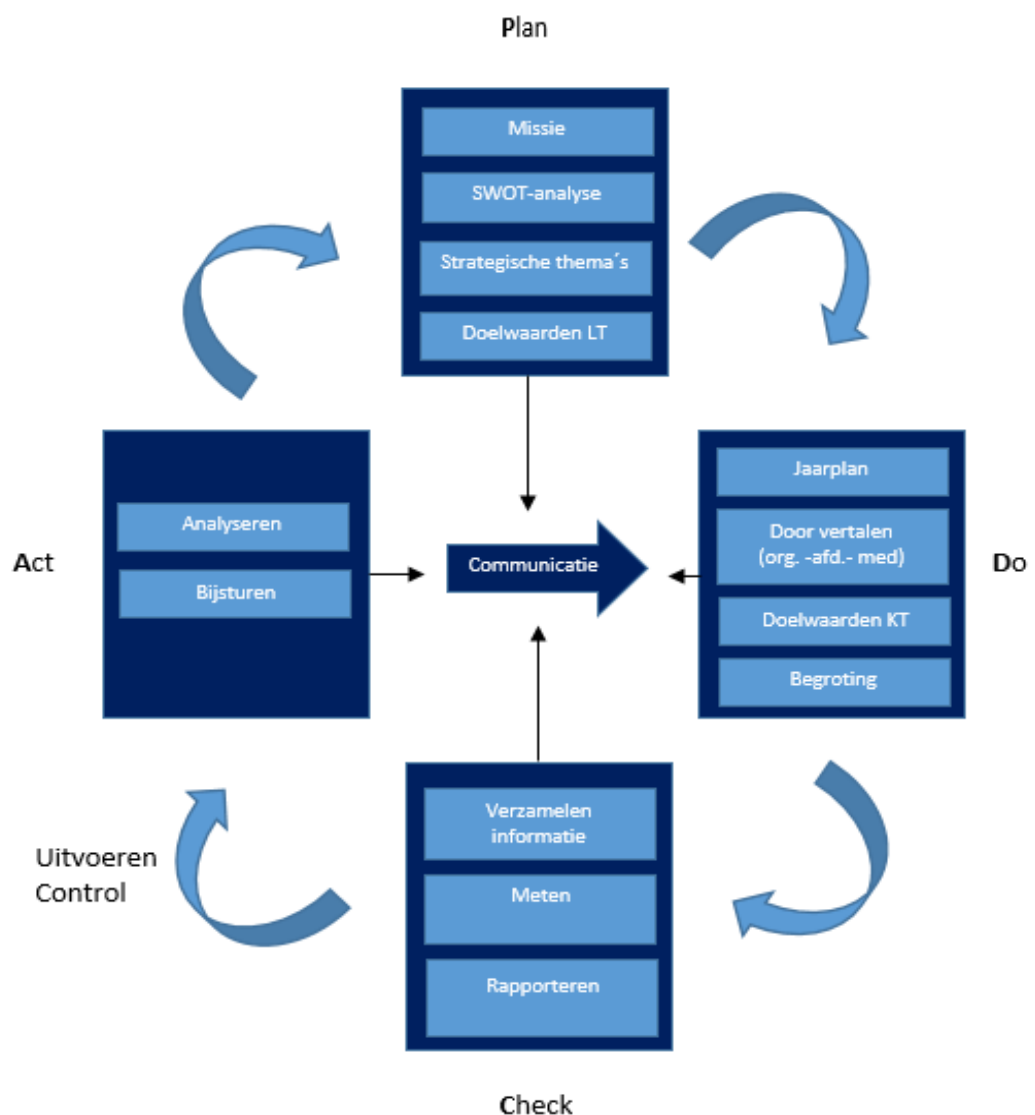 Plan
Missie
SWOT-analyse
Strategische thema´s
Doelwaarden LT
Act
Analyseren
Bijsturen
Communicatie
Jaarplan
Door vertalen
(org. -afd.- med)
Doelwaarden KT
Begroting
Do
Uitvoeren
Control
Verzamelen
informatie
Meten
Rapporteren
Check